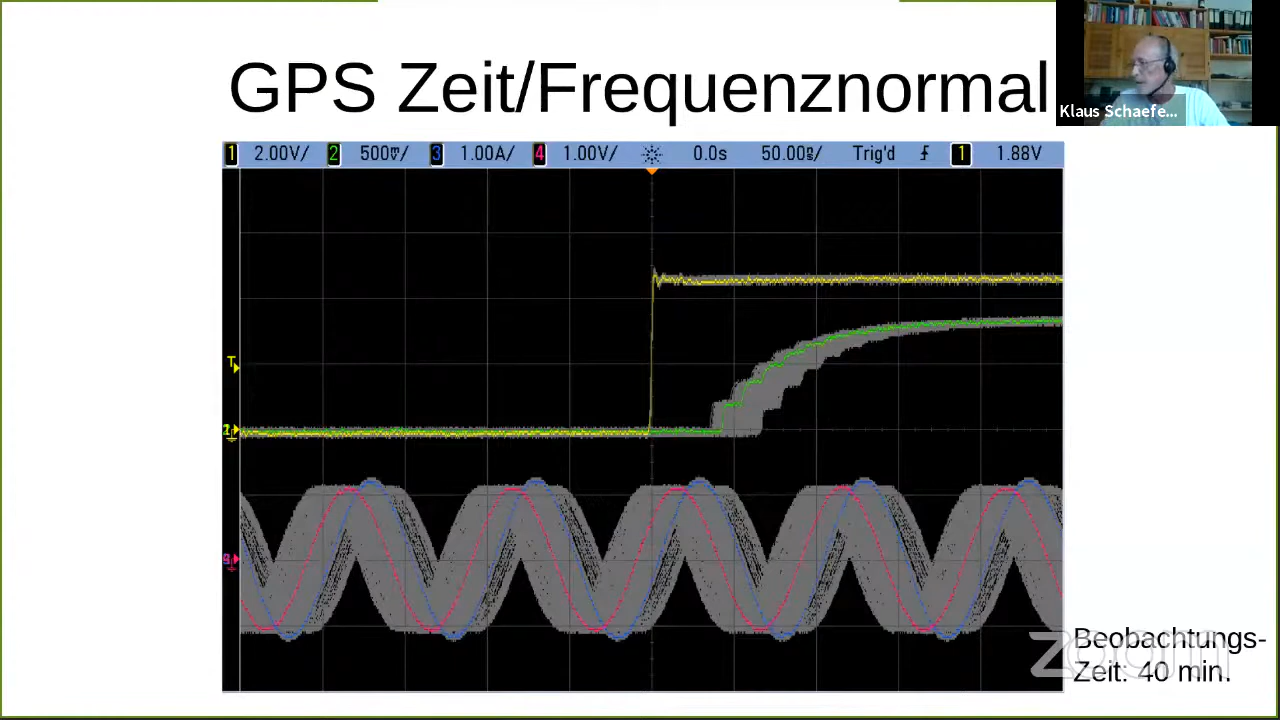 GPS Zeit/Frequenznormal
Klaus Schaefe...
1 2.00V/ 2 500mV/ 3 1.00A/ 4 1.00V/ 0.0s 50.00ns/ Trig'd 1 1.88V
T
Beobachtungs-
Zeit: 40 min.
zoom